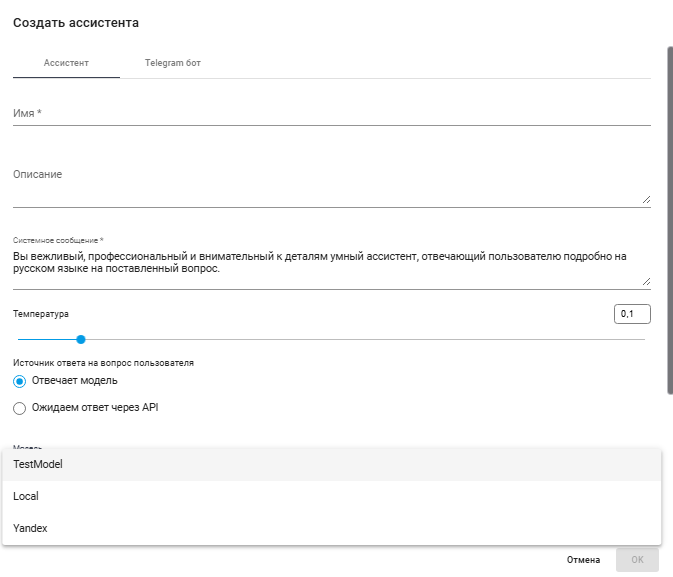 Создать ассистента
Ассистент
Telegram бот
Имя *
Описание
Системное сообщение *
Вы вежливый, профессиональный и внимательный к деталям умный ассистент, отвечающий пользователю подробно на
русском языке на поставленный вопрос.
Температура
0,1
Источник ответа на вопрос пользователя
Отвечает модель
Ожидаем ответ через API
Модель
TestModel
Local
Yandex
Отмена
OK